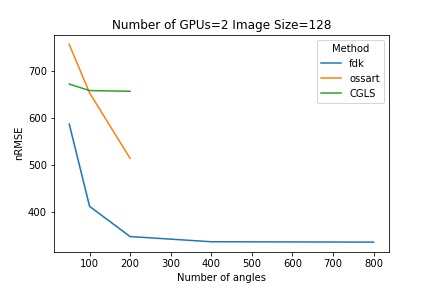 Number of GPUs=2 Image Size=128
Method
fdk
ossart
CGLS
nRMSE
700
600
500
400
100 200 300 400 500 600 700 800
Number of angles